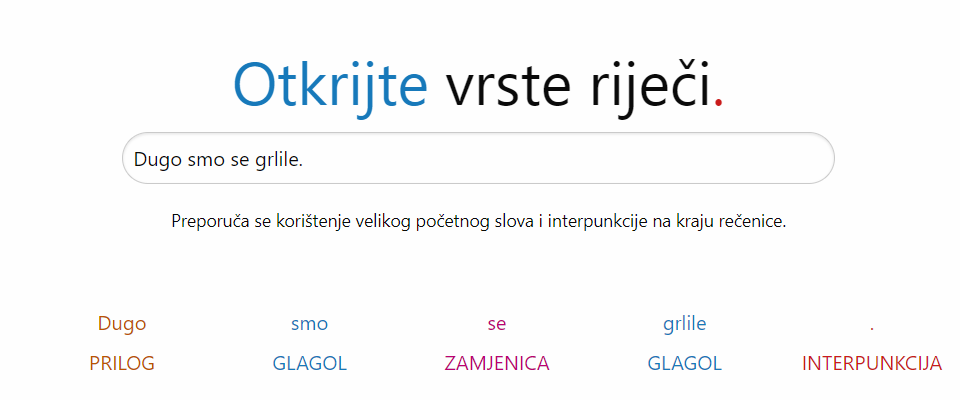 Otkrijte vrste riječi.
Dugo smo se grlile.
Preporuča se korištenje velikog početnog slova i interpunkcije na kraju rečenice.
Dugo smo se grlile .
PRILOG GLAGOL ZAMJENICA GLAGOL INTERPUNKCIJA